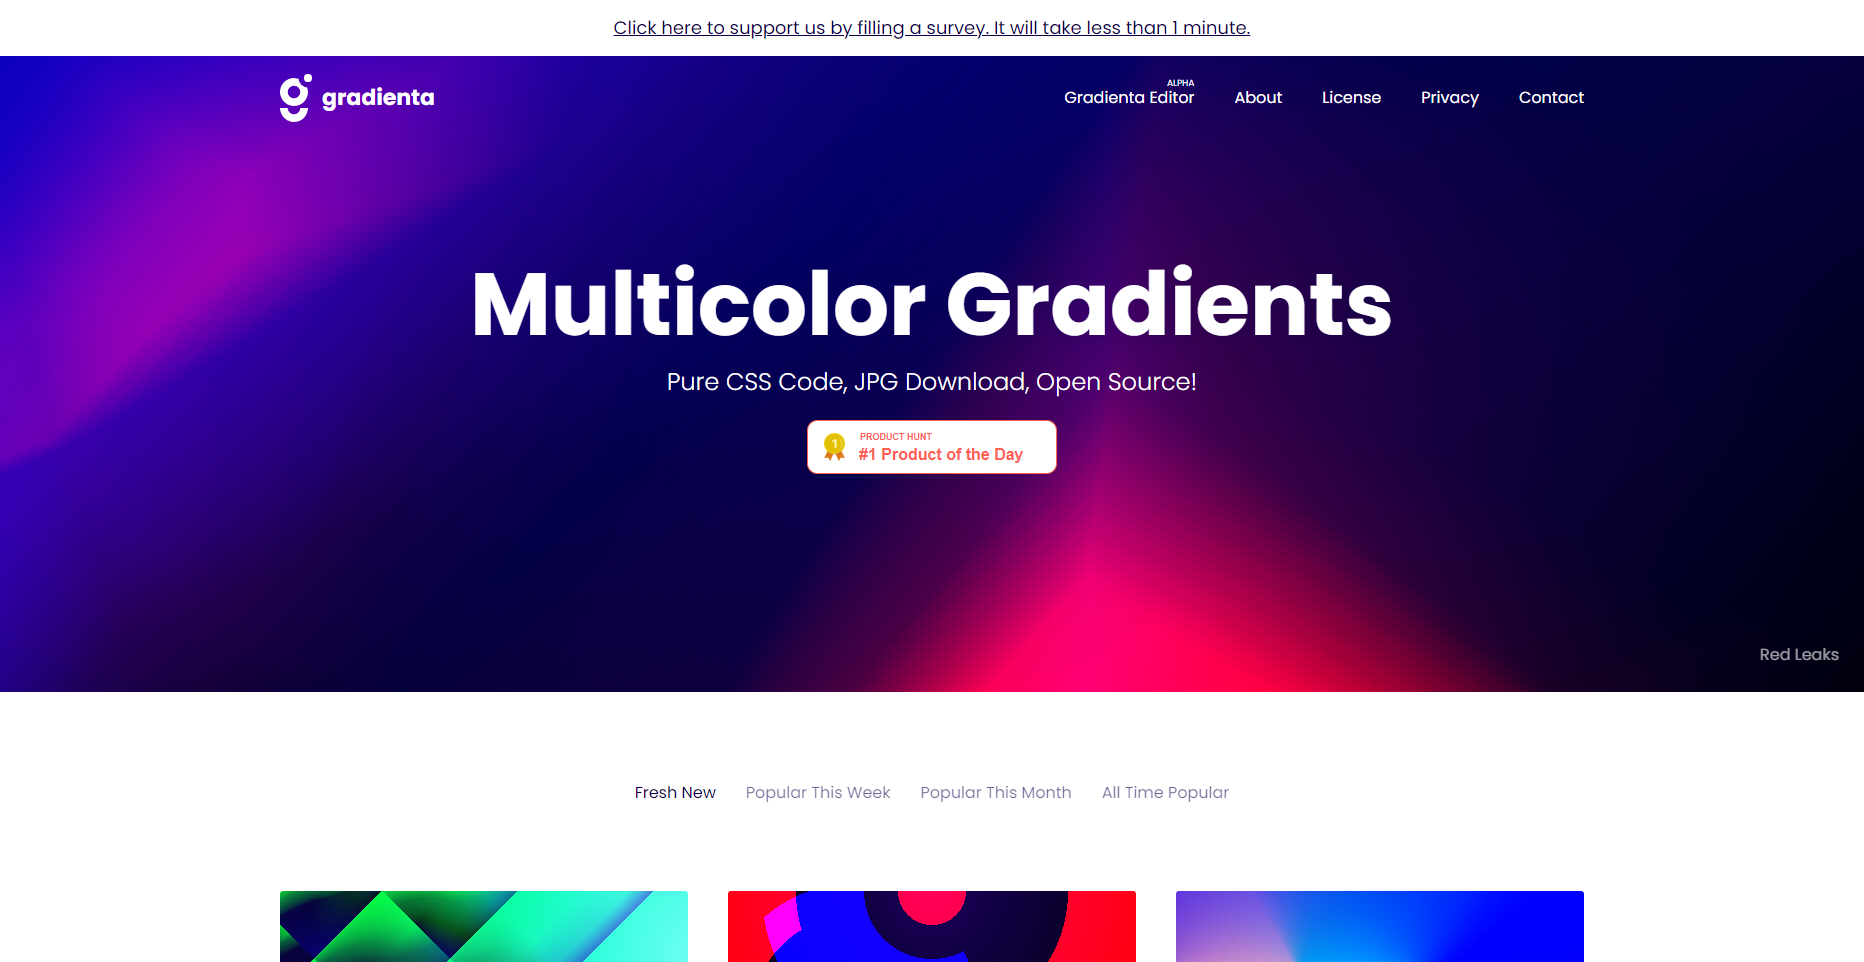 Click here to support us by filling a survey. It will take less than 1 minute.
gradienta
ALPHA
Gradienta Editor About License Privacy Contact
Multicolor Gradients
Pure CSS Code, JPG Download, Open Source!
1
PRODUCT HUNT
#1 Product of the Day
Red Leaks
Fresh New Popular This Week Popular This Month All Time Popular